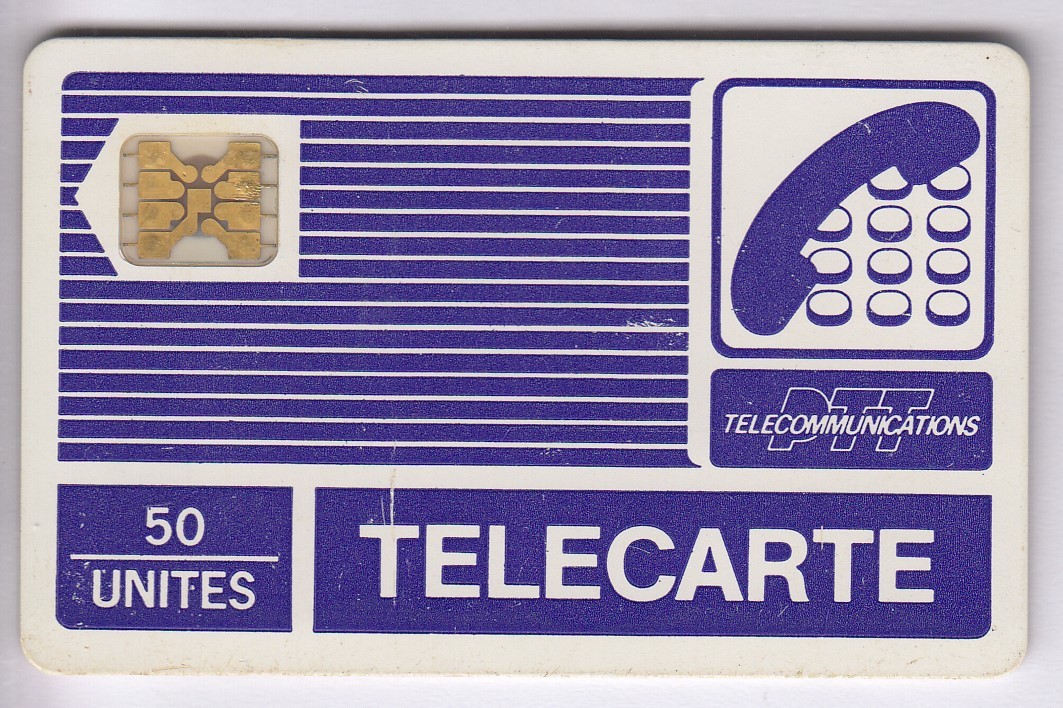 PTT
TELECOMMUNICATIONS
50
UNITES
TELECARTE